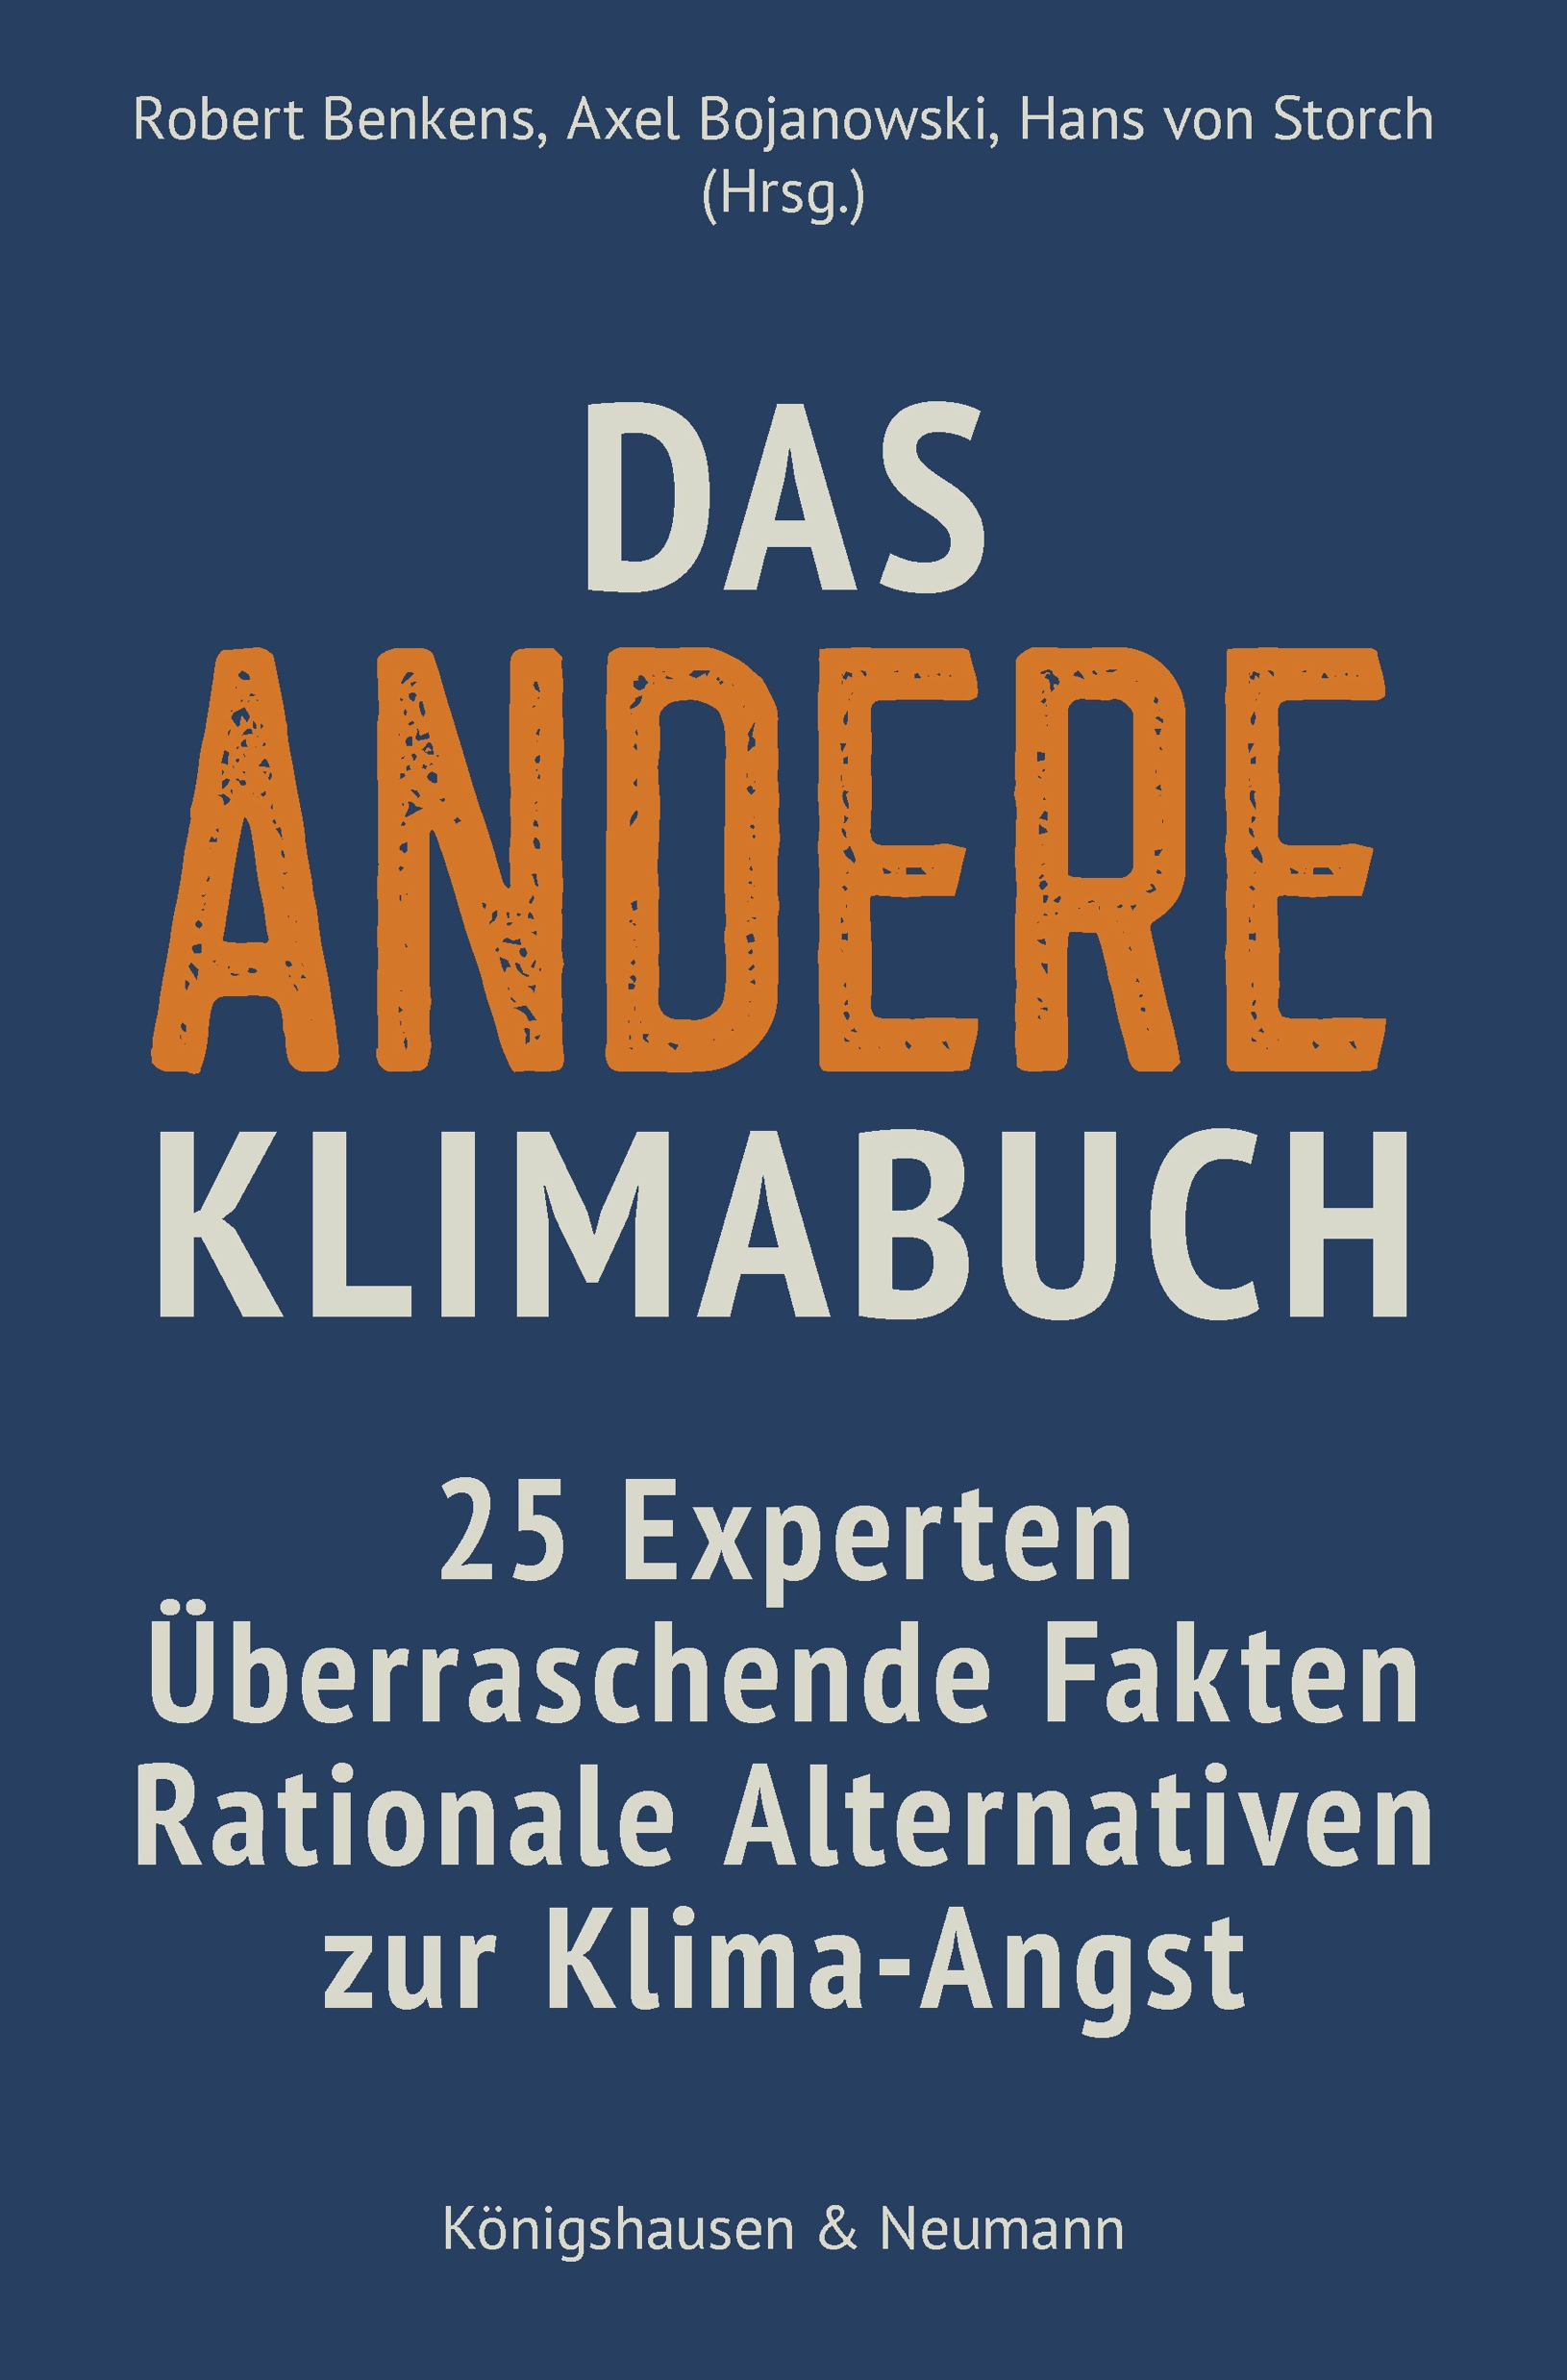 Robert Benkens, Axel Bojanowski, Hans von Storch
(Hrsg.)
DAS
ANDERE
KLIMABUCH
25 Experten
Überraschende Fakten
Rationale Alternativen
zur Klima-Angst
Königshausen & Neumann